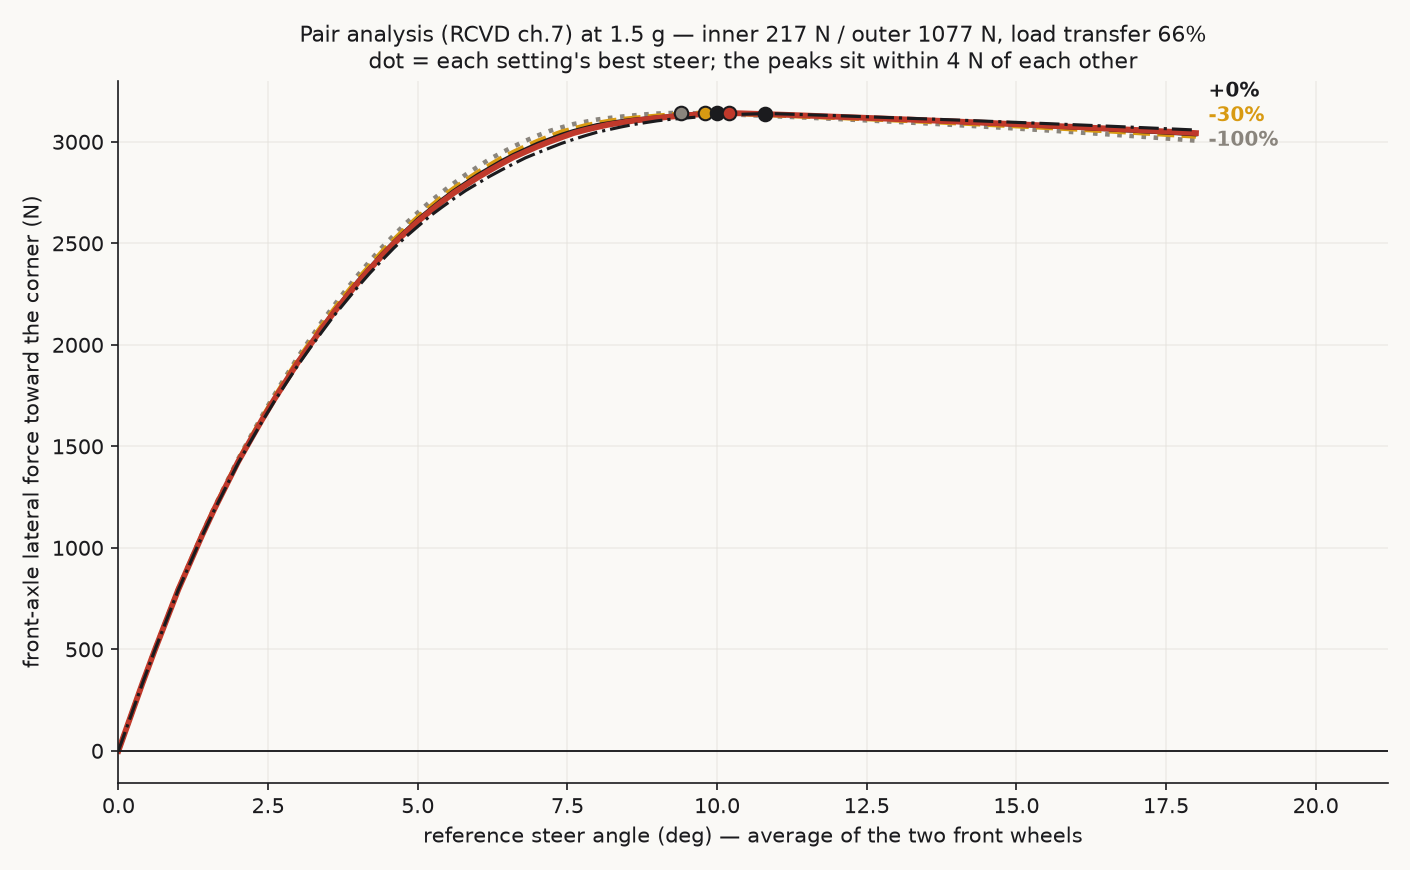 Pair analysis (RCVD ch.7) at 1.5 g — inner 217 N / outer 1077 N, load transfer 66%
dot = each setting's best steer; the peaks sit within 4 N of each other
+0%
-30%
-100%
front-axle lateral force toward the corner (N)
3000
2500
2000
1500
1000
500
0
0.0 2.5 5.0 7.5 10.0 12.5 15.0 17.5 20.0
reference steer angle (deg) — average of the two front wheels